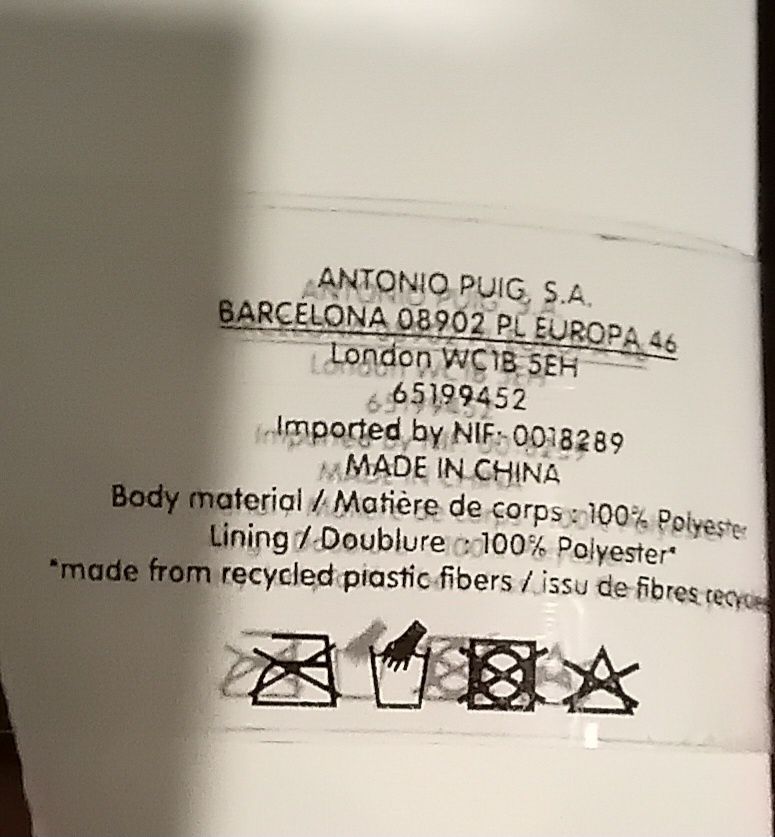 ANTONIO PUIG, S.A.
BARCELONA 08902 PL EUROPA 46
London WC1B 5EH
65199452
Imported by NIF: 0018289
MADE IN CHINA
Body material / Matière de corps : 100% Polyester
Lining / Doublure : 100% Polyester*
*made from recycled plastic fibers / issu de fibres